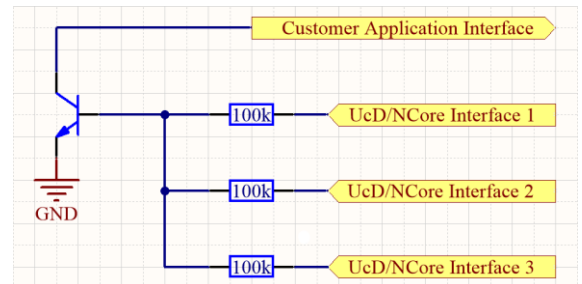 Customer Application Interface
100k UcD/NCore Interface 1
100k UcD/NCore Interface 2
GND
100k UcD/NCore Interface 3